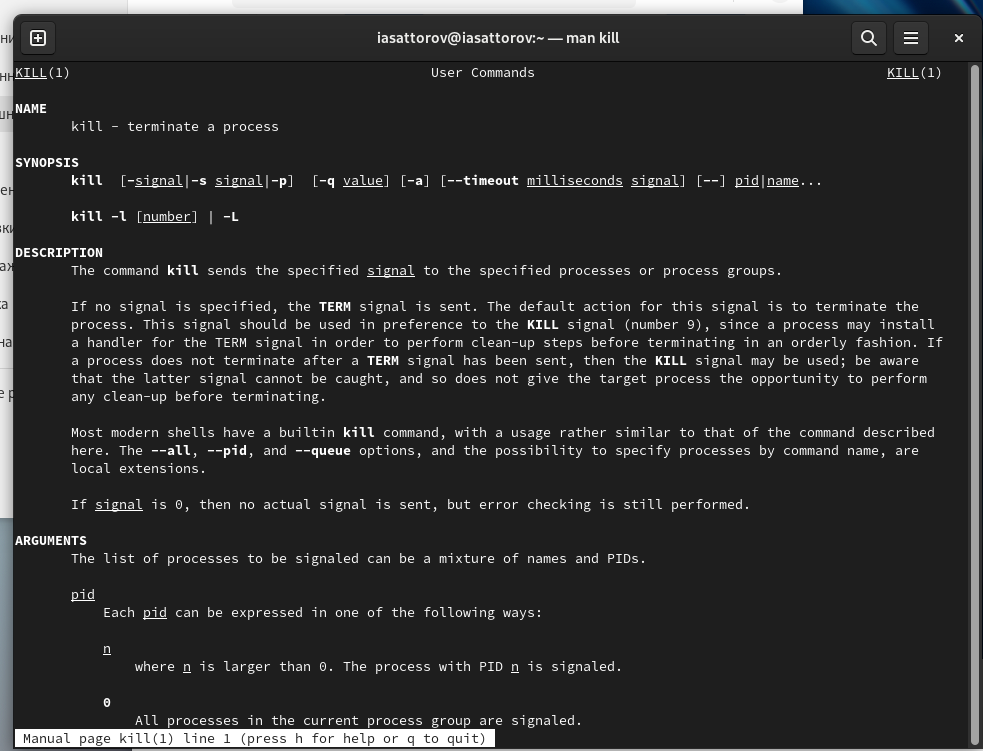 iasattorov@iasattorov:~ — man kill
KILL(1) User Commands KILL(1)
NAME
kill - terminate a process
SYNOPSIS
kill [-signal|-s signal|-p] [-q value] [-a] [--timeout milliseconds signal] [--] pid|name...
kill -l [number] | -L
DESCRIPTION
The command kill sends the specified signal to the specified processes or process groups.
If no signal is specified, the TERM signal is sent. The default action for this signal is to terminate the
process. This signal should be used in preference to the KILL signal (number 9), since a process may install
a handler for the TERM signal in order to perform clean-up steps before terminating in an orderly fashion. If
a process does not terminate after a TERM signal has been sent, then the KILL signal may be used; be aware
that the latter signal cannot be caught, and so does not give the target process the opportunity to perform
any clean-up before terminating.
Most modern shells have a builtin kill command, with a usage rather similar to that of the command described
here. The --all, --pid, and --queue options, and the possibility to specify processes by command name, are
local extensions.
If signal is 0, then no actual signal is sent, but error checking is still performed.
ARGUMENTS
The list of processes to be signaled can be a mixture of names and PIDs.
pid
Each pid can be expressed in one of the following ways:
n
where n is larger than 0. The process with PID n is signaled.
0
All processes in the current process group are signaled.
Manual page kill(1) line 1 (press h for help or q to quit)